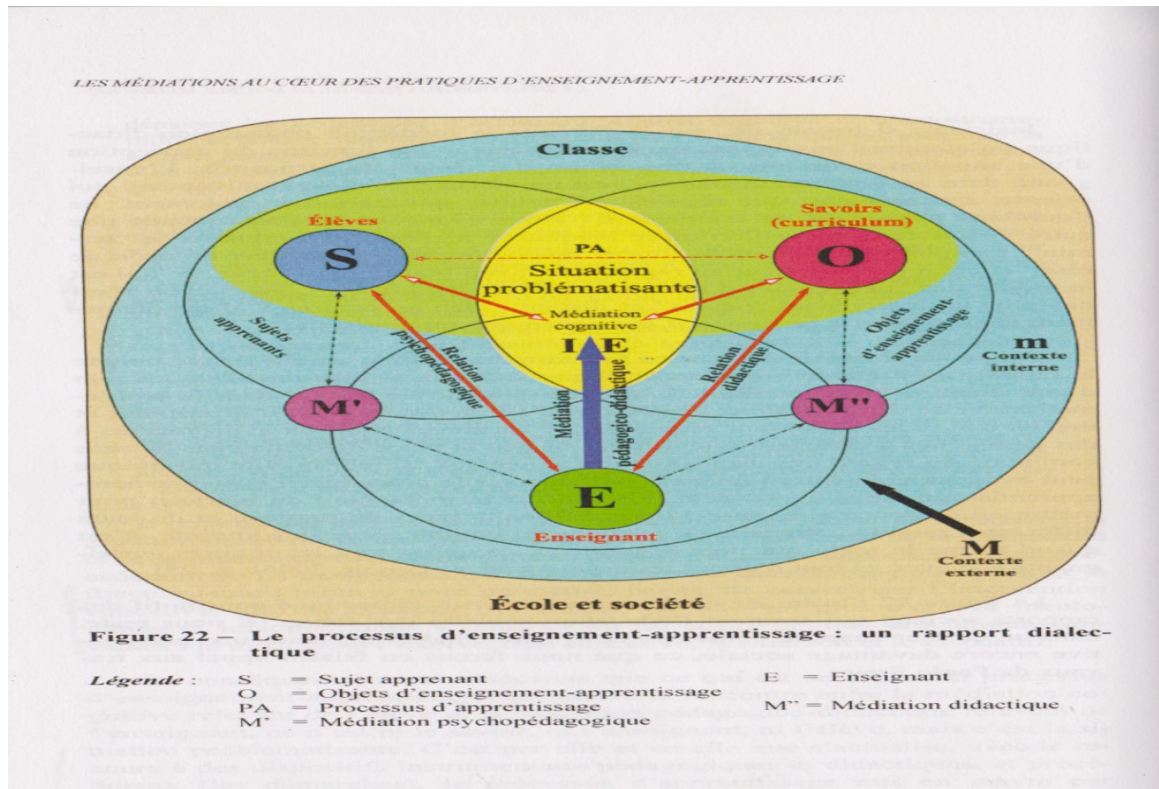 LES MÉDIATIONS AU CŒUR DES PRATIQUES D'ENSEIGNEMENT-APPRENTISSAGE
Classe
Élèves
S
Savoirs
(curriculum)
O
PA
Situation
problématisante
Médiation
cognitive
I E
Sujets
apprenants
Relation
psychopédagogique
Relation
didactique
Objets
d'enseignement-
apprentissage
m
Contexte
interne
M'
M"
Médiation
pédagogico-didactique
E
Enseignant
M
Contexte
externe
École et société
Figure 22 – Le processus d'enseignement-apprentissage : un rapport dialec-
tique
Légende : S = Sujet apprenant E = Enseignant
O = Objets d'enseignement-apprentissage
PA = Processus d'apprentissage M" = Médiation didactique
M' = Médiation psychopédagogique